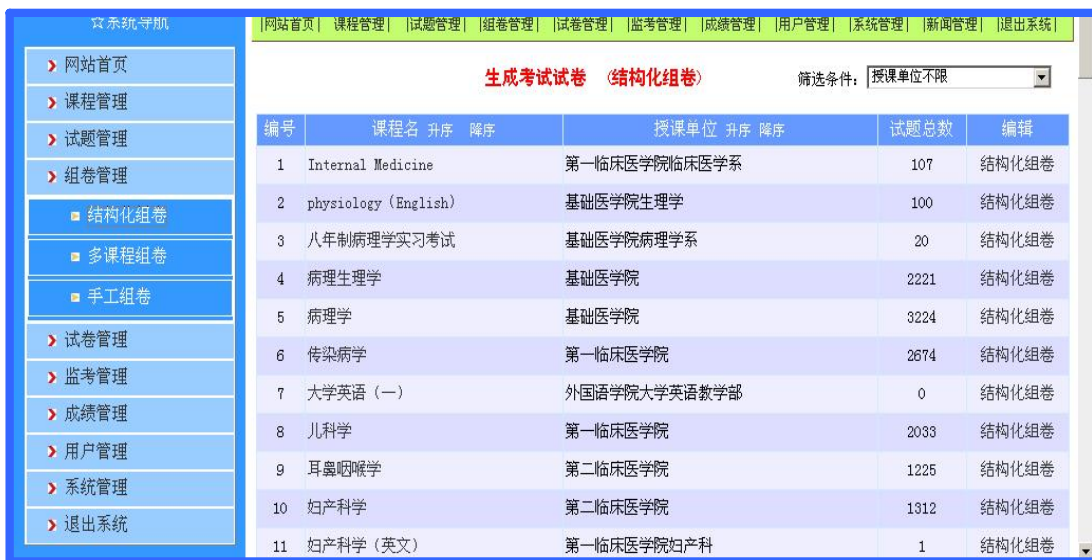 ☆系统导航
|网站首页| 课程管理| |试题管理| |组卷管理| |试卷管理| |监考管理| |成绩管理| |用户管理| |系统管理| |新闻管理| |退出系统|
网站首页
课程管理
试题管理
组卷管理
结构化组卷
多课程组卷
手工组卷
试卷管理
监考管理
成绩管理
用户管理
系统管理
退出系统
生成考试试卷 (结构化组卷) 筛选条件: 授课单位不限
编号 课程名 升序 降序 授课单位 升序 降序 试题总数 编辑
1 Internal Medicine 第一临床医学院临床医学系 107 结构化组卷
2 physiology (English) 基础医学院生理学 100 结构化组卷
3 八年制病理学实习考试 基础医学院病理学系 20 结构化组卷
4 病理生理学 基础医学院 2221 结构化组卷
5 病理学 基础医学院 3224 结构化组卷
6 传染病学 第一临床医学院 2674 结构化组卷
7 大学英语 (一) 外国语学院大学英语教学部 0 结构化组卷
8 儿科学 第一临床医学院 2033 结构化组卷
9 耳鼻咽喉学 第二临床医学院 1225 结构化组卷
10 妇产科学 第二临床医学院 1312 结构化组卷
11 妇产科学 (英文) 第一临床医学院妇产科 1 结构化组卷